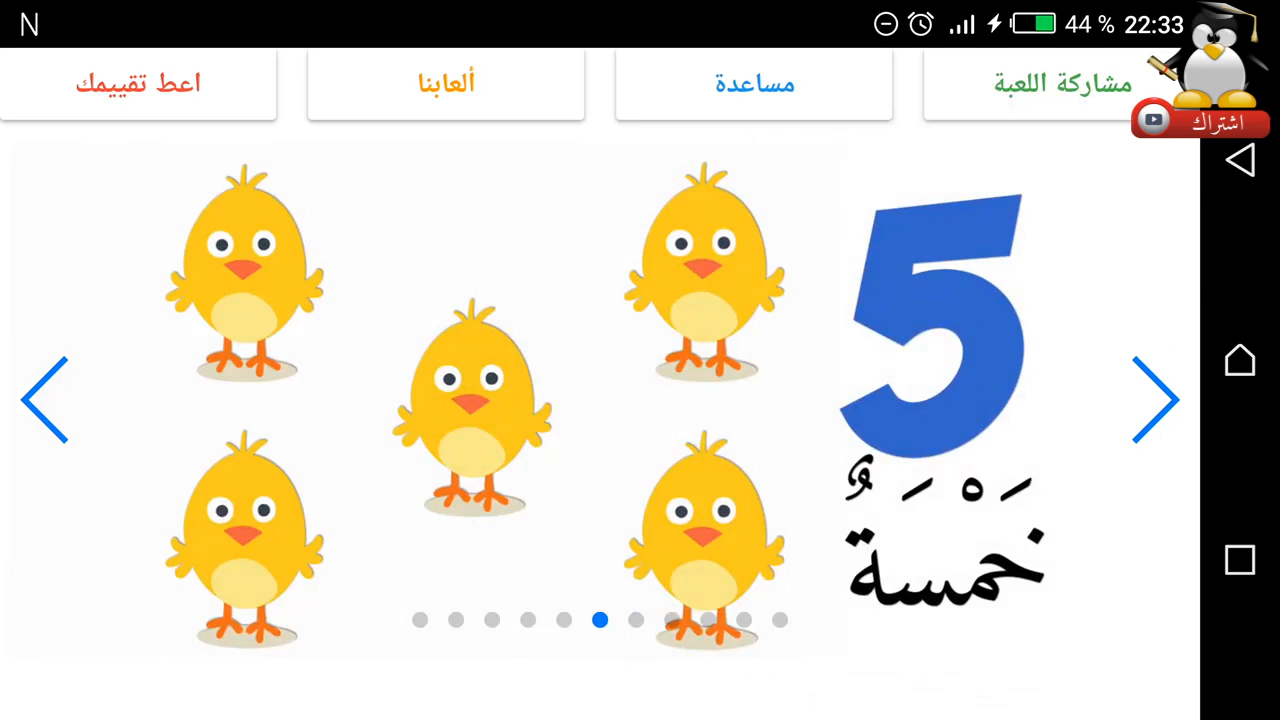 N
44 % 22:33
اشتراك
مشاركة اللعبة
مساعدة
ألعابنا
اعط تقييمك
5
خَمْسَةٌ